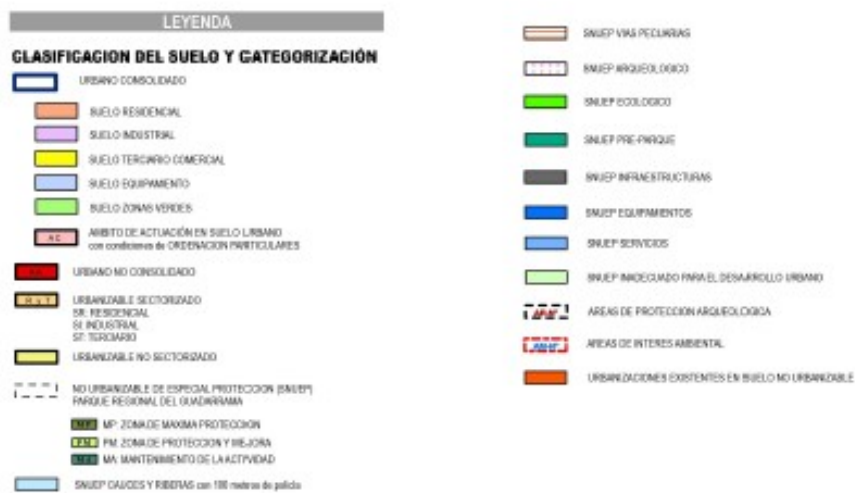 LEYENDA
CLASIFICACION DEL SUELO Y CATEGORIZACIÓN
URBANO CONSOLIDADO
SUELO RESIDENCIAL
SUELO INDUSTRIAL
SUELO TERCIARIO COMERCIAL
SUELO EQUIPAMIENTO
SUELO ZONAS VERDES
AC
AMBITO DE ACTUACIÓN EN SUELO URBANO
con condiciones de ORDENACION PARTICULARES
URBANO NO CONSOLIDADO
URBANIZABLE SECTORIZADO
SR: RESIDENCIAL
SI: INDUSTRIAL
ST: TERCIARIO
URBANIZABLE NO SECTORIZADO
NO URBANIZABLE DE ESPECIAL PROTECCION (SNUEP)
PARQUE REGIONAL DEL GUADARRAMA
MP MP: ZONA DE MAXIMA PROTECCION
PM PM: ZONA DE PROTECCION Y MEJORA
MA MA: MANTENIMIENTO DE LA ACTIVIDAD
SNUEP CAUCES Y RIBERAS con 100 metros de policia
SNUEP VIAS PECUARIAS
SNUEP ARQUEOLOGICO
SNUEP ECOLOGICO
SNUEP PRE-PARQUE
SNUEP INFRAESTRUCTURAS
SNUEP EQUIPAMIENTOS
SNUEP SERVICIOS
SNUEP INADECUADO PARA EL DESARROLLO URBANO
AREAS DE PROTECCION ARQUEOLOGICA
AREAS DE INTERES AMBIENTAL
URBANIZACIONES EXISTENTES EN SUELO NO URBANIZABLE